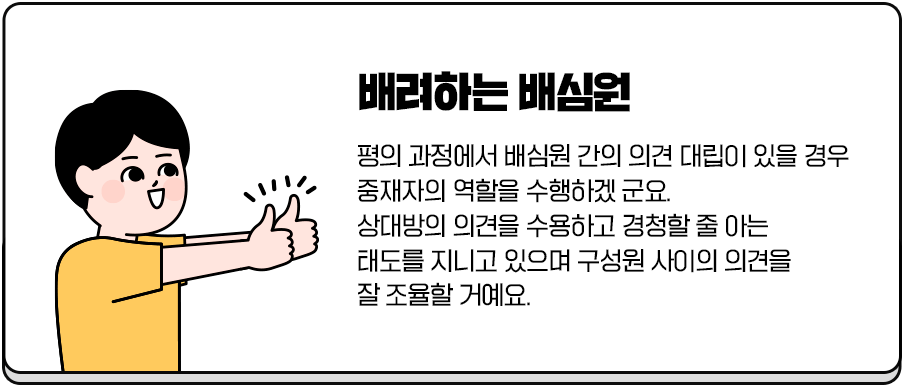 배려하는 배심원
평의 과정에서 배심원 간의 의견 대립이 있을 경우
중재자의 역할을 수행하겠 군요.
상대방의 의견을 수용하고 경청할 줄 아는
태도를 지니고 있으며 구성원 사이의 의견을
잘 조율할 거예요.